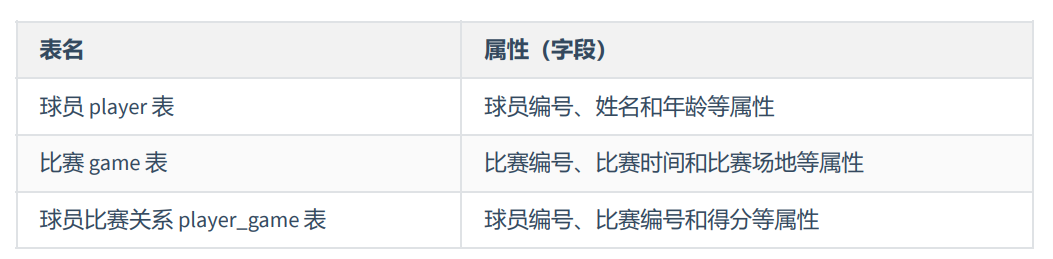 表名 属性（字段）
球员 player 表 球员编号、姓名和年龄等属性
比赛 game 表 比赛编号、比赛时间和比赛场地等属性
球员比赛关系 player_game 表 球员编号、比赛编号和得分等属性